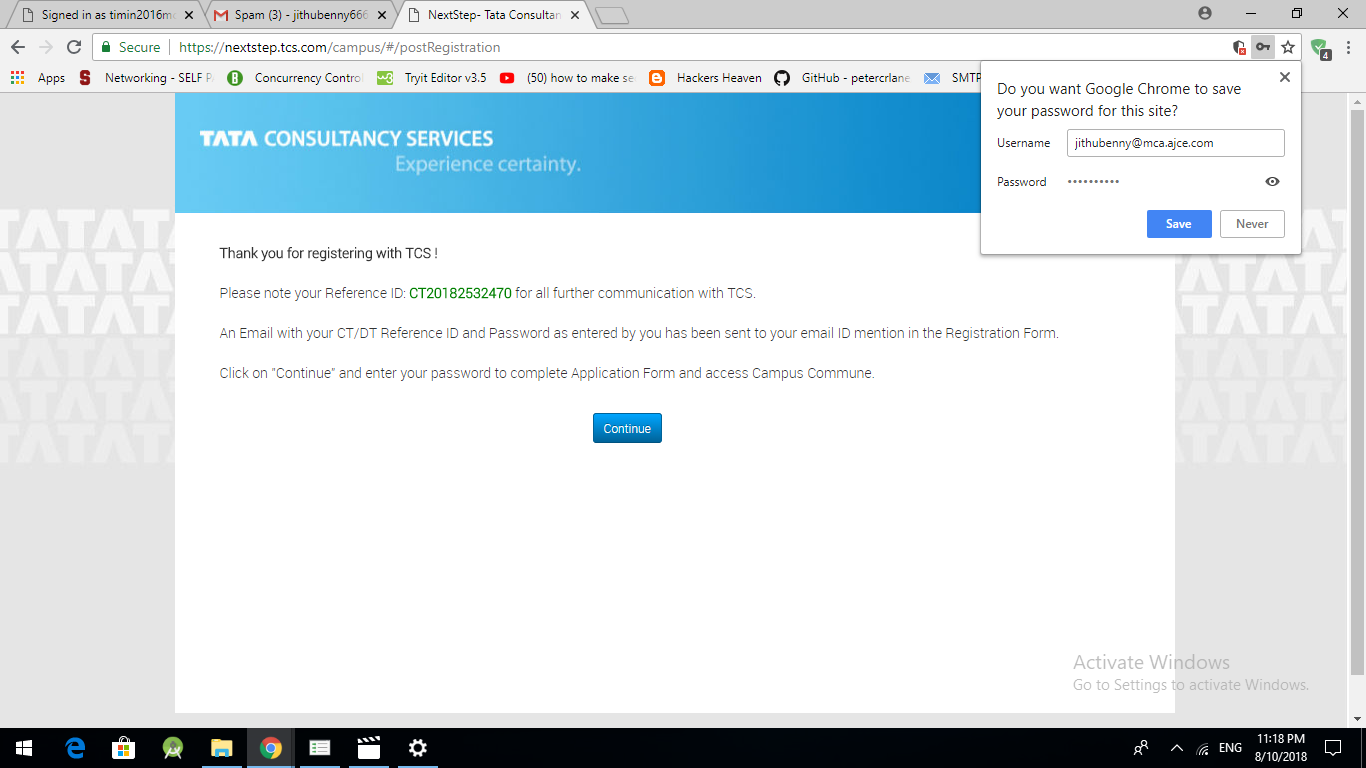 Signed in as timin2016m
Spam (3) - jithubenny666
NextStep- Tata Consultan
Secure
https://nextstep.tcs.com/campus/#/postRegistration
4
Apps
S
Networking - SELF P
Concurrency Contro
w3
Tryit Editor v3.5
(50) how to make se
Hackers Heaven
GitHub - petercrlane
SMTP
Do you want Google Chrome to save
your password for this site?
Username
jithubenny@mca.ajce.com
Password
••••••••••
Save
Never
TATA CONSULTANCY SERVICES
Experience certainty.
Thank you for registering with TCS !
Please note your Reference ID: CT20182532470 for all further communication with TCS.
An Email with your CT/DT Reference ID and Password as entered by you has been sent to your email ID mention in the Registration Form.
Click on "Continue" and enter your password to complete Application Form and access Campus Commune.
Continue
Activate Windows
Go to Settings to activate Windows.
ENG
11:18 PM
8/10/2018